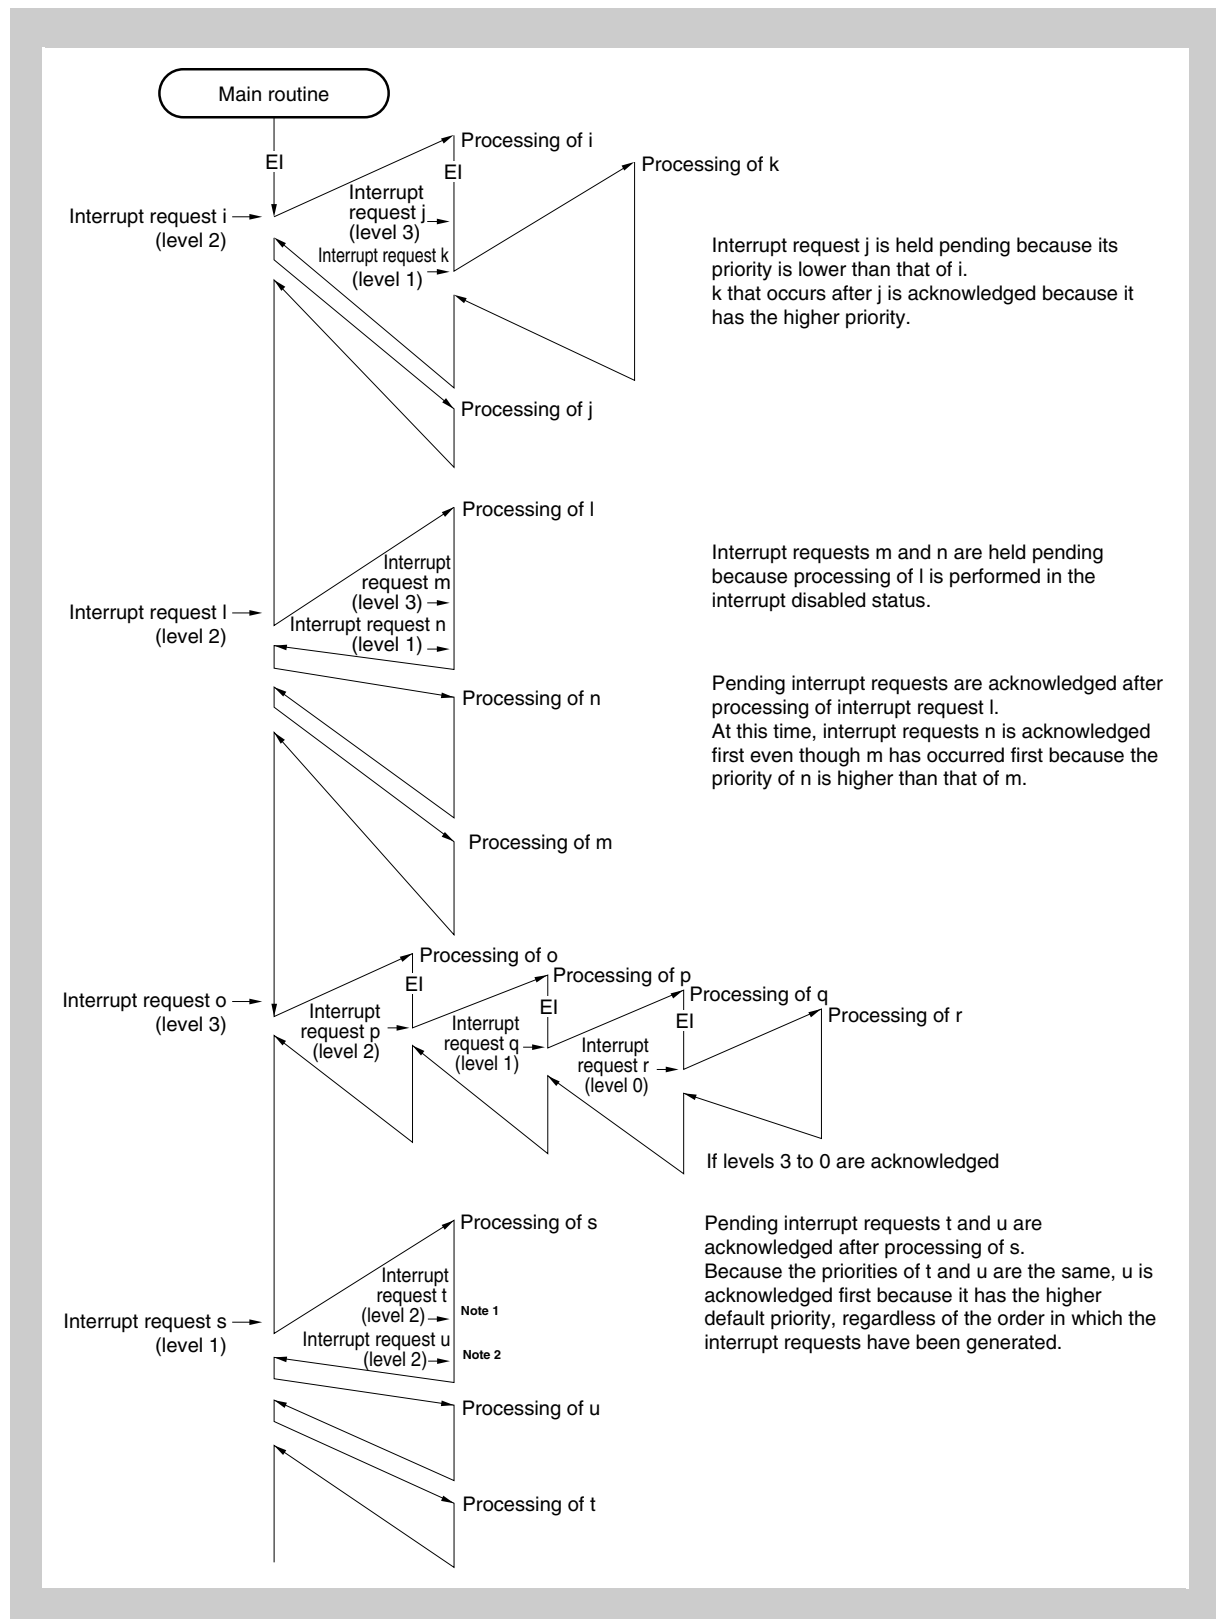 Main routine
EI
Processing of i
EI
Processing of k
Interrupt request i
(level 2)
Interrupt
request j
(level 3)
Interrupt request k
(level 1)
Interrupt request j is held pending because its
priority is lower than that of i.
k that occurs after j is acknowledged because it
has the higher priority.
Processing of j
Processing of l
Interrupt request l
(level 2)
Interrupt
request m
(level 3)
Interrupt request n
(level 1)
Interrupt requests m and n are held pending
because processing of l is performed in the
interrupt disabled status.
Processing of n
Pending interrupt requests are acknowledged after
processing of interrupt request l.
At this time, interrupt requests n is acknowledged
first even though m has occurred first because the
priority of n is higher than that of m.
Processing of m
Processing of o
EI
Processing of p
EI
Processing of q
EI
Processing of r
Interrupt request o
(level 3)
Interrupt
request p
(level 2)
Interrupt
request q
(level 1)
Interrupt
request r
(level 0)
If levels 3 to 0 are acknowledged
Processing of s
Interrupt request s
(level 1)
Interrupt
request t
(level 2)
Note 1
Interrupt request u
(level 2)
Note 2
Pending interrupt requests t and u are
acknowledged after processing of s.
Because the priorities of t and u are the same, u is
acknowledged first because it has the higher
default priority, regardless of the order in which the
interrupt requests have been generated.
Processing of u
Processing of t